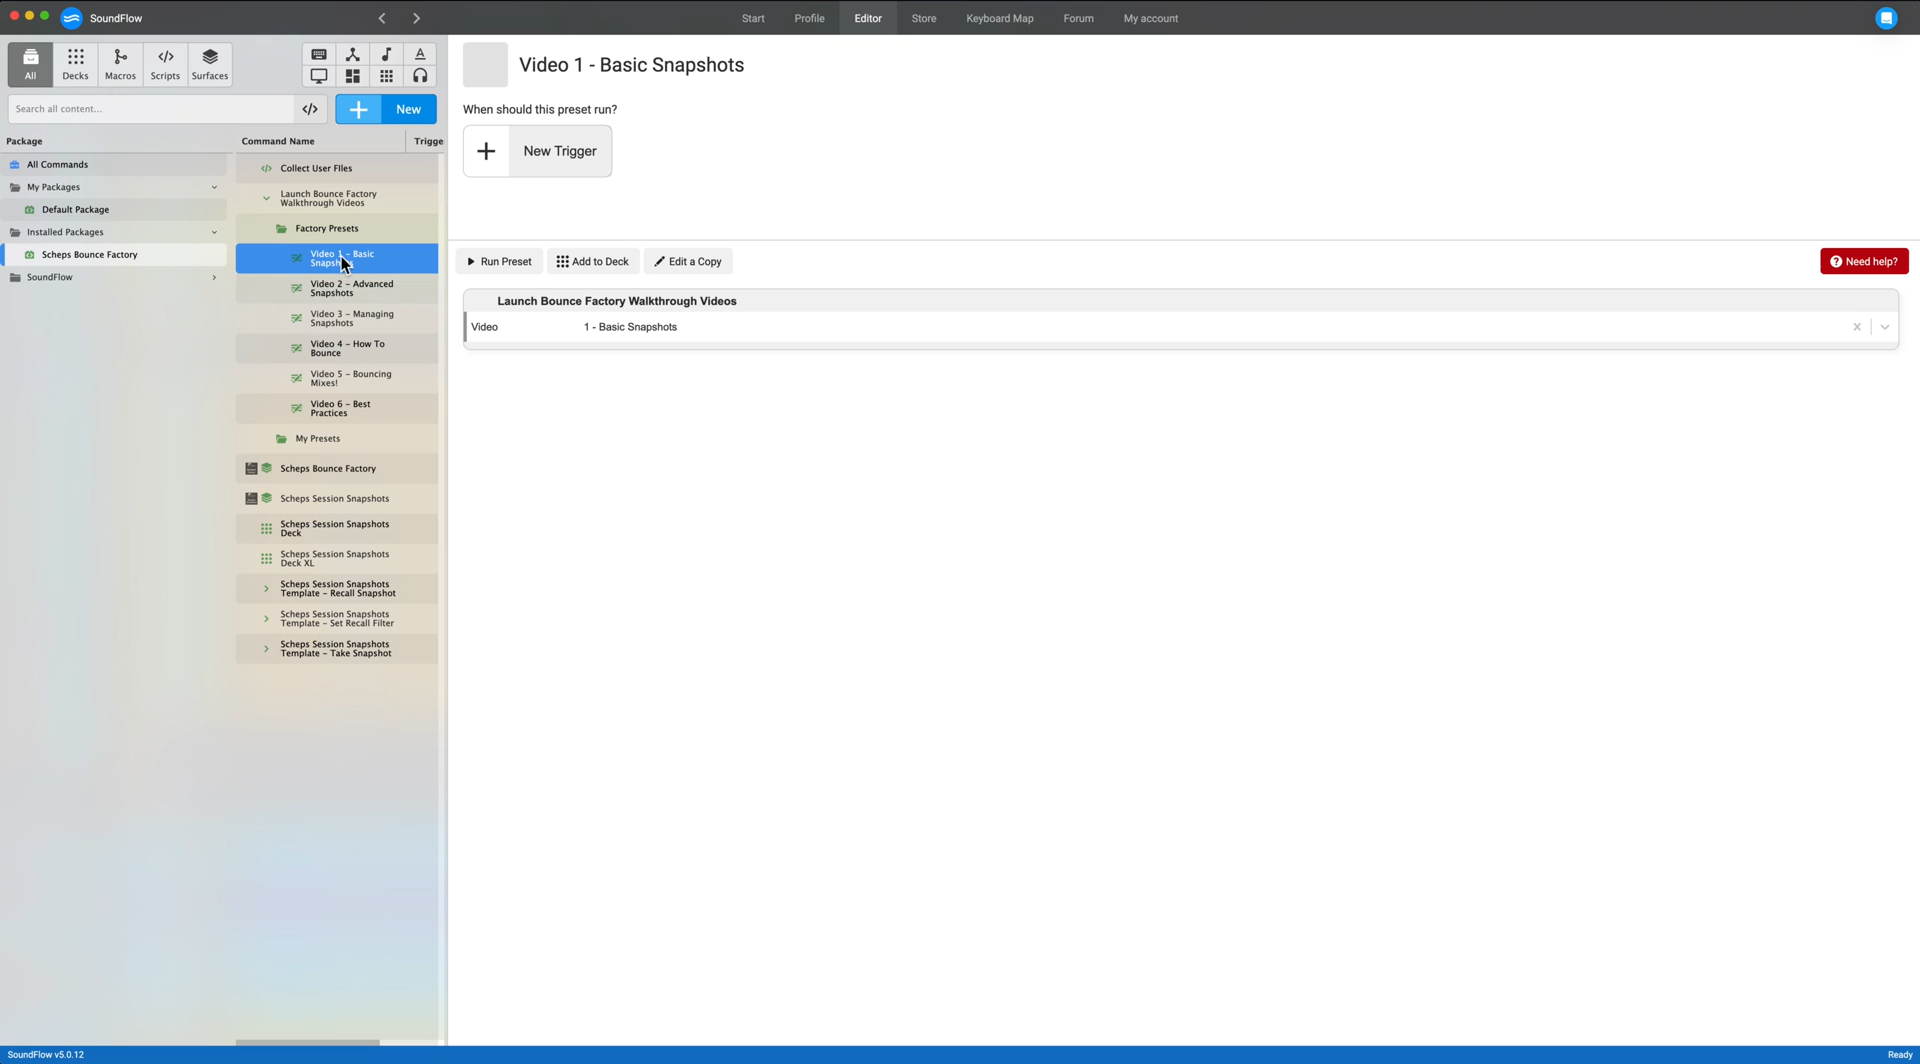 SoundFlow
Start
Profile
Editor
Store
Keyboard Map
Forum
My account
All
Decks
Macros
Scripts
Surfaces
Search all content...
New
Package
All Commands
My Packages
Default Package
Installed Packages
Scheps Bounce Factory
SoundFlow
Command Name
Trigge
Collect User FIles
Launch Bounce Factory
Walkthrough Videos
Factory Presets
Video 1 - Basic
Video 2 - Advanced
Snapshots
Video 3 - Managing
Snapshots
Video 4 - How To
Bounce
Video 5 - Bouncing
Mixes!
Video 6 - Best
Practices
My Presets
Scheps Bounce Factory
Scheps Session Snapshots
Scheps Session Snapshots
Deck
Scheps Session Snapshots
Deck XL
Scheps Session Snapshots
Template - Recall Snapshot
Scheps Session Snapshots
Template - Set Recall Filter
Scheps Session Snapshots
Template - Take Snapshot
Video 1 - Basic Snapshots
When should this preset run?
New Trigger
Run Preset
Add to Deck
Edit a Copy
Need help?
Launch Bounce Factory Walkthrough Videos
Video
1 - Basic Snapshots
SoundFlow v5.0.12
Ready